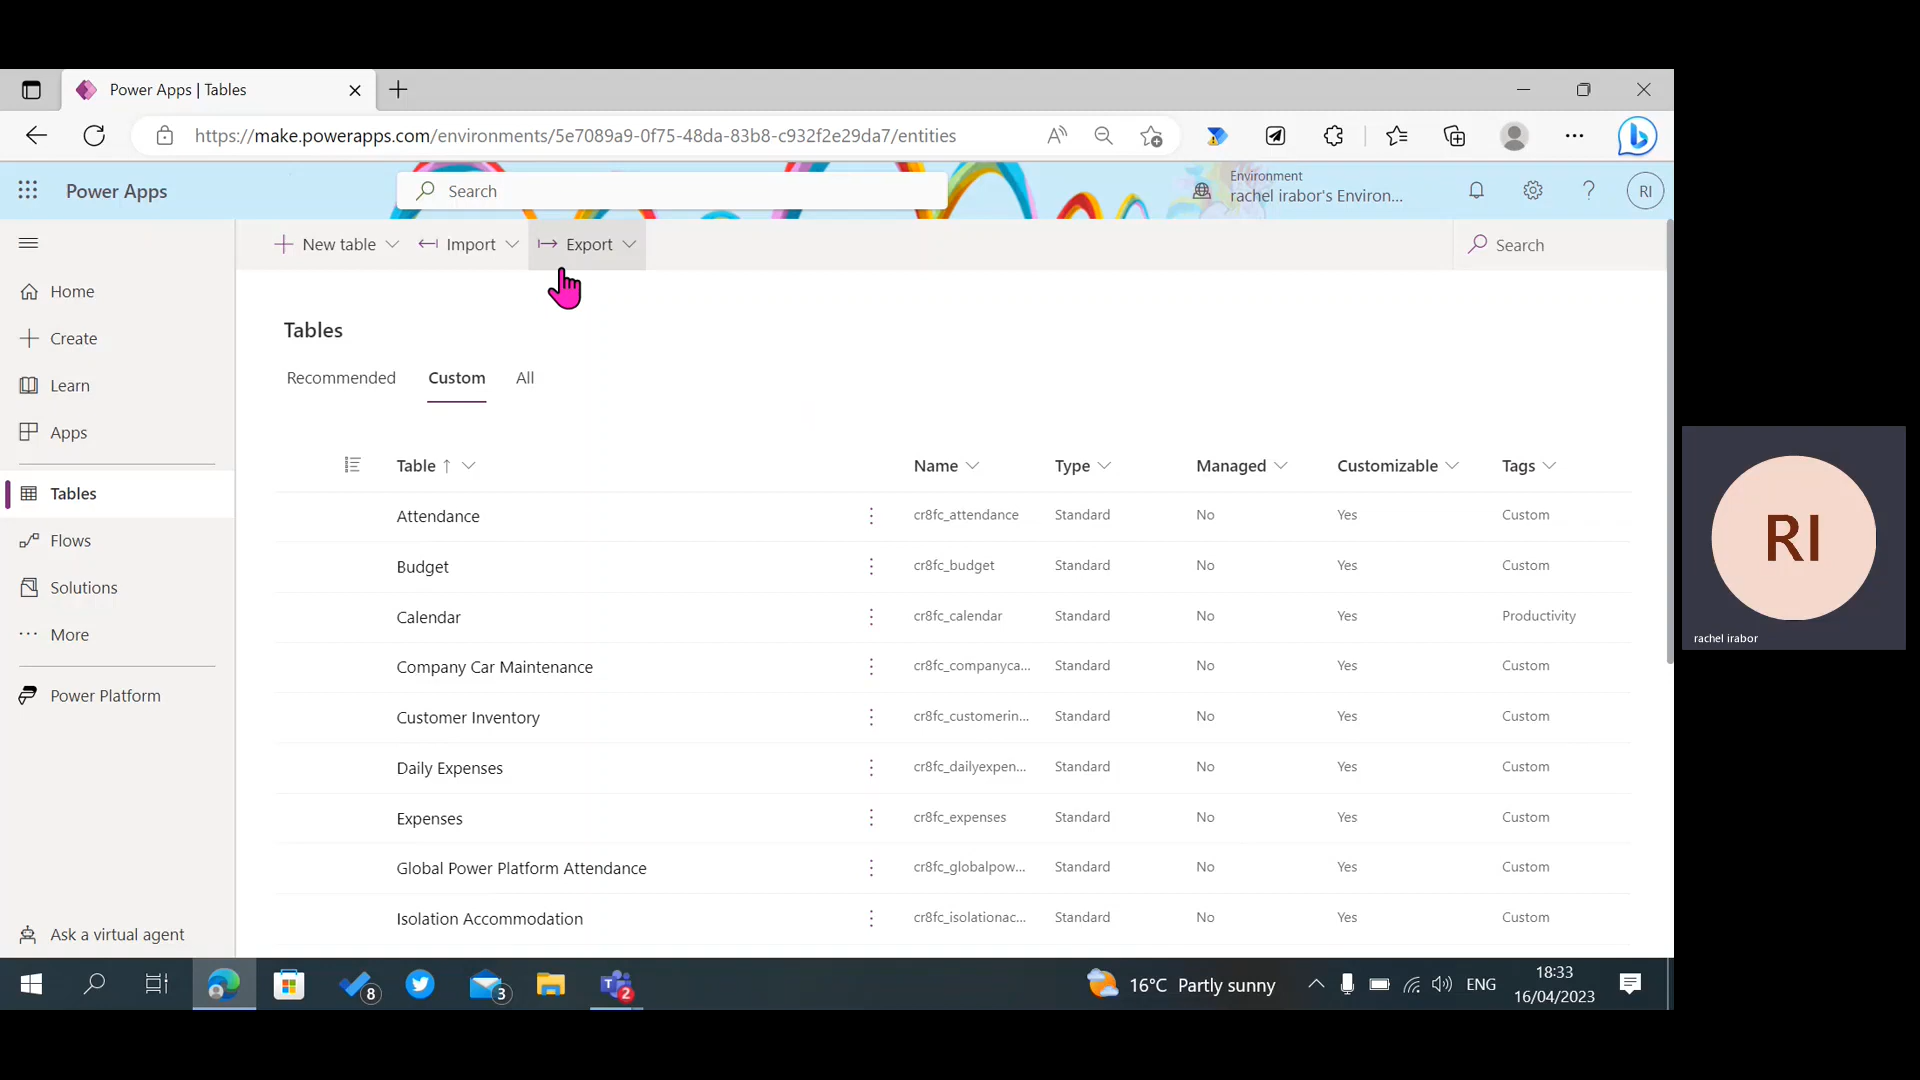 Power Apps | Tables
https://make.powerapps.com/environments/5e7089a9-0f75-48da-83b8-c932f2e29da7/entities
Power Apps
Search
Environment
rachel irabor's Environ...
RI
New table
Import
Export
Search
Home
Create
Learn
Apps
Tables
Flows
Solutions
More
Power Platform
Ask a virtual agent
Tables
Recommended Custom All
Table Name Type Managed Customizable Tags
Attendance cr8fc_attendance Standard No Yes Custom
Budget cr8fc_budget Standard No Yes Custom
Calendar cr8fc_calendar Standard No Yes Productivity
Company Car Maintenance cr8fc_companyca... Standard No Yes Custom
Customer Inventory cr8fc_customerin... Standard No Yes Custom
Daily Expenses cr8fc_dailyexpen... Standard No Yes Custom
Expenses cr8fc_expenses Standard No Yes Custom
Global Power Platform Attendance cr8fc_globalpow... Standard No Yes Custom
Isolation Accommodation cr8fc_isolationac... Standard No Yes Custom
RI
rachel irabor
8
3
2
16°C Partly sunny
ENG
18:33
16/04/2023